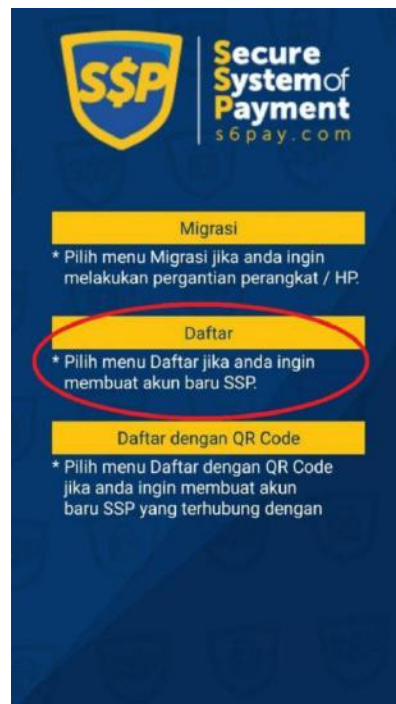 S$P
Secure
System of
Payment
s6pay.com
Migrasi
* Pilih menu Migrasi jika anda ingin
melakukan pergantian perangkat / HP.
Daftar
* Pilih menu Daftar jika anda ingin
membuat akun baru SSP.
Daftar dengan QR Code
* Pilih menu Daftar dengan QR Code
jika anda ingin membuat akun
baru SSP yang terhubung dengan